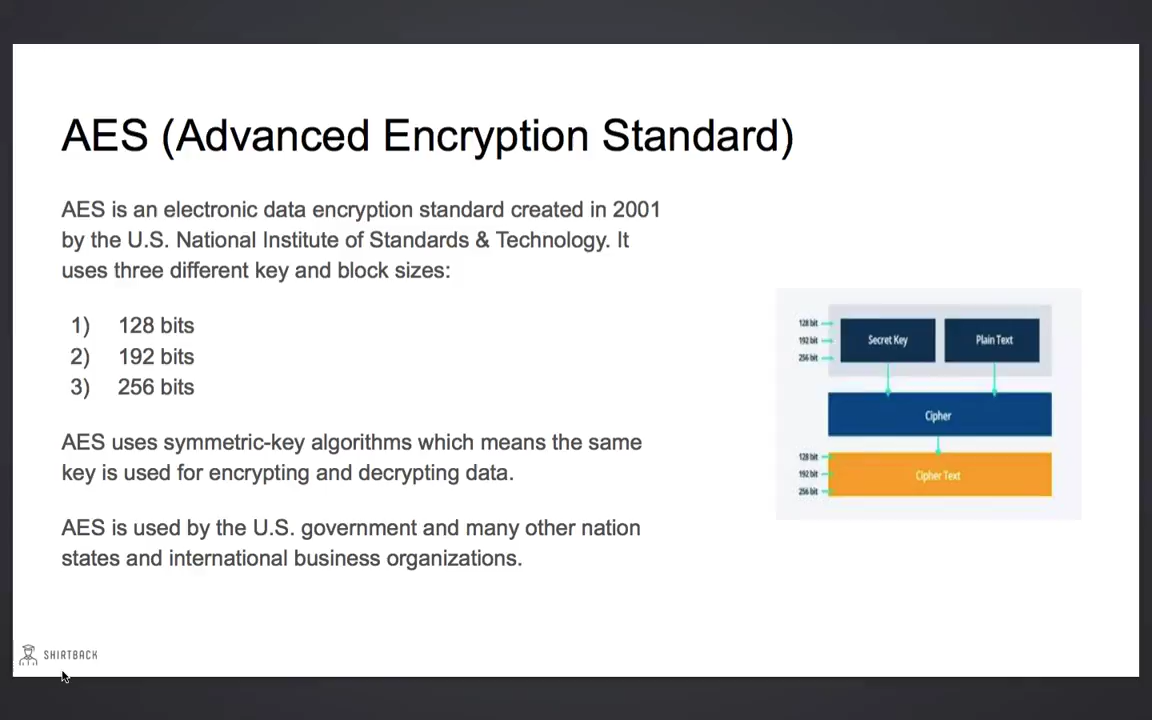 AES (Advanced Encryption Standard)
AES is an electronic data encryption standard created in 2001
by the U.S. National Institute of Standards & Technology. It
uses three different key and block sizes:
1) 128 bits
2) 192 bits
3) 256 bits
AES uses symmetric-key algorithms which means the same
key is used for encrypting and decrypting data.
AES is used by the U.S. government and many other nation
states and international business organizations.
128 bit
192 bit
256 bit
Secret Key
Plain Text
Cipher
128 bit
192 bit
256 bit
Cipher Text
SHIRTBACK